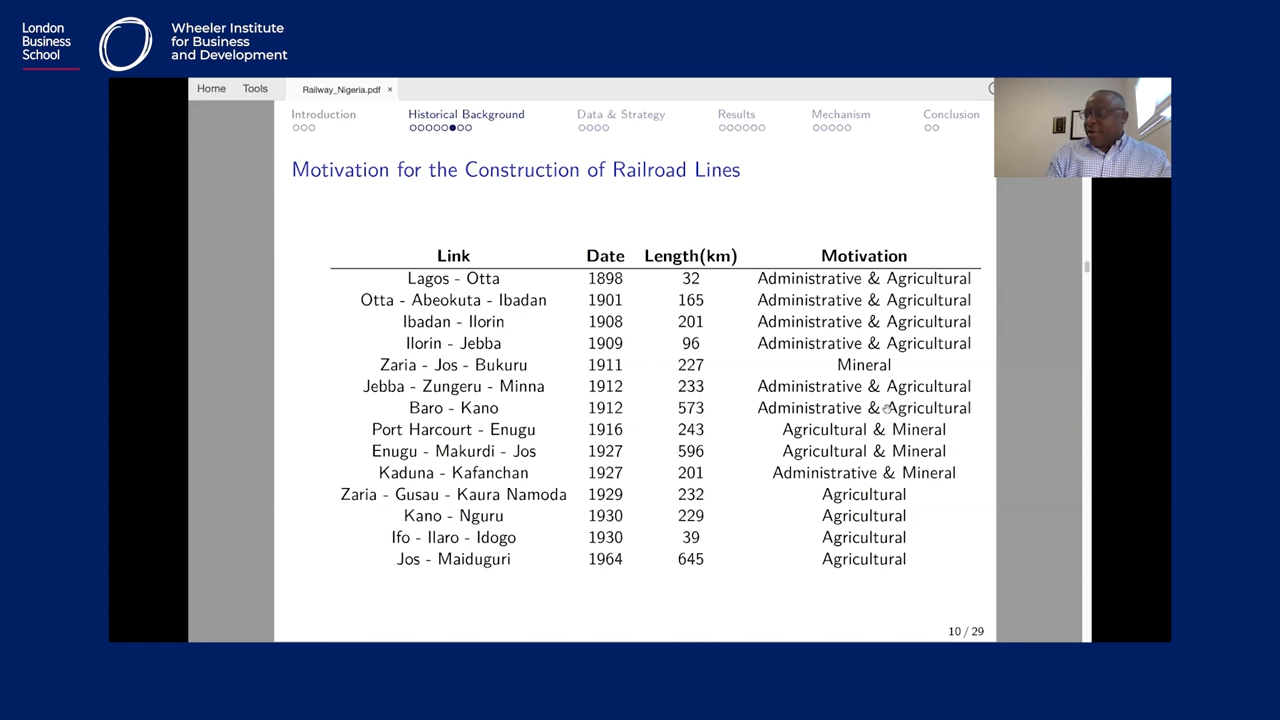 London
Business
School
Wheeler Institute
for Business
and Development
Home Tools Railway_Nigeria.pdf ×
Introduction Historical Background Data & Strategy Results Mechanism Conclusion
Motivation for the Construction of Railroad Lines
Link Date Length(km) Motivation
Lagos - Otta 1898 32 Administrative & Agricultural
Otta - Abeokuta - Ibadan 1901 165 Administrative & Agricultural
Ibadan - Ilorin 1908 201 Administrative & Agricultural
Ilorin - Jebba 1909 96 Administrative & Agricultural
Zaria - Jos - Bukuru 1911 227 Mineral
Jebba - Zungeru - Minna 1912 233 Administrative & Agricultural
Baro - Kano 1912 573 Administrative & Agricultural
Port Harcourt - Enugu 1916 243 Agricultural & Mineral
Enugu - Makurdi - Jos 1927 596 Agricultural & Mineral
Kaduna - Kafanchan 1927 201 Administrative & Mineral
Zaria - Gusau - Kaura Namoda 1929 232 Agricultural
Kano - Nguru 1930 229 Agricultural
Ifo - Ilaro - Idogo 1930 39 Agricultural
Jos - Maiduguri 1964 645 Agricultural
10 / 29